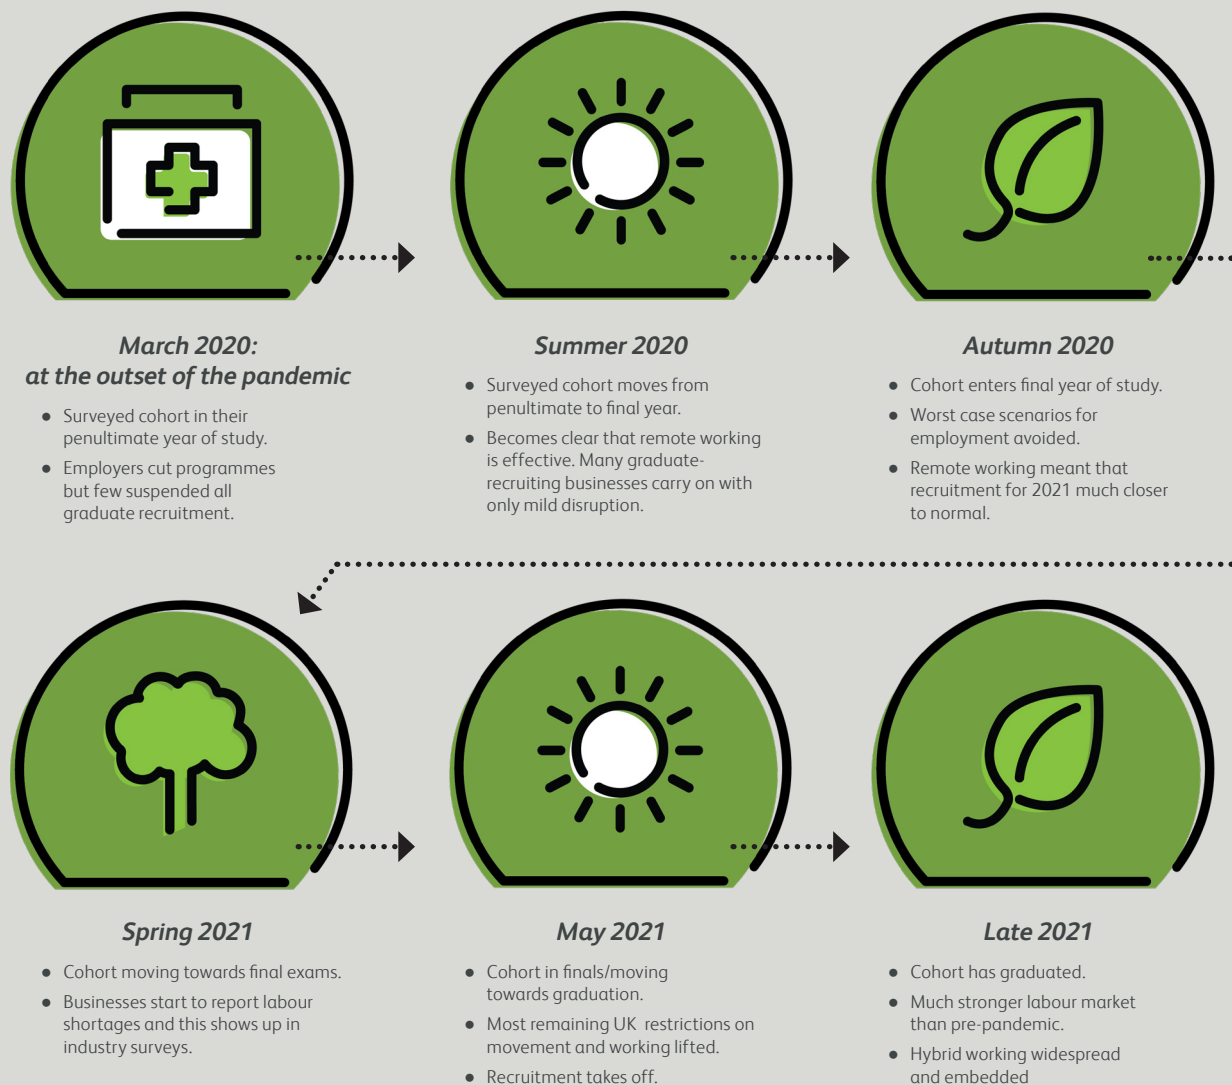 March 2020:
at the outset of the pandemic
● Surveyed cohort in their
penultimate year of study.
● Employers cut programmes
but few suspended all
graduate recruitment.
Summer 2020
● Surveyed cohort moves from
penultimate to final year.
● Becomes clear that remote working
is effective. Many graduate-
recruiting businesses carry on with
only mild disruption.
Autumn 2020
● Cohort enters final year of study.
● Worst case scenarios for
employment avoided.
● Remote working meant that
recruitment for 2021 much closer
to normal.
Spring 2021
● Cohort moving towards final exams.
● Businesses start to report labour
shortages and this shows up in
industry surveys.
May 2021
● Cohort in finals/moving
towards graduation.
● Most remaining UK restrictions on
movement and working lifted.
● Recruitment takes off.
Late 2021
● Cohort has graduated.
● Much stronger labour market
than pre-pandemic.
● Hybrid working widespread
and embedded